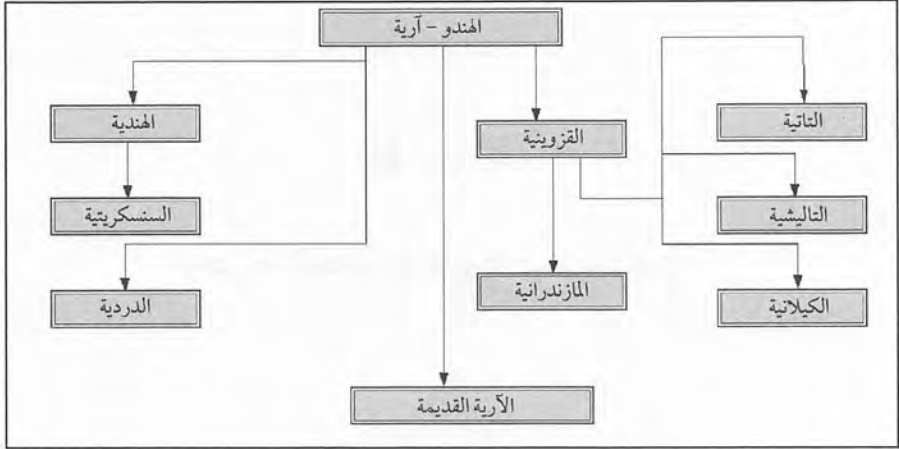 الهندو – آرية
الهندية
القزوينية
التاتية
السنسكريتية
التاليشية
الدردية
المازندرانية
الكيلانية
الآرية القديمة